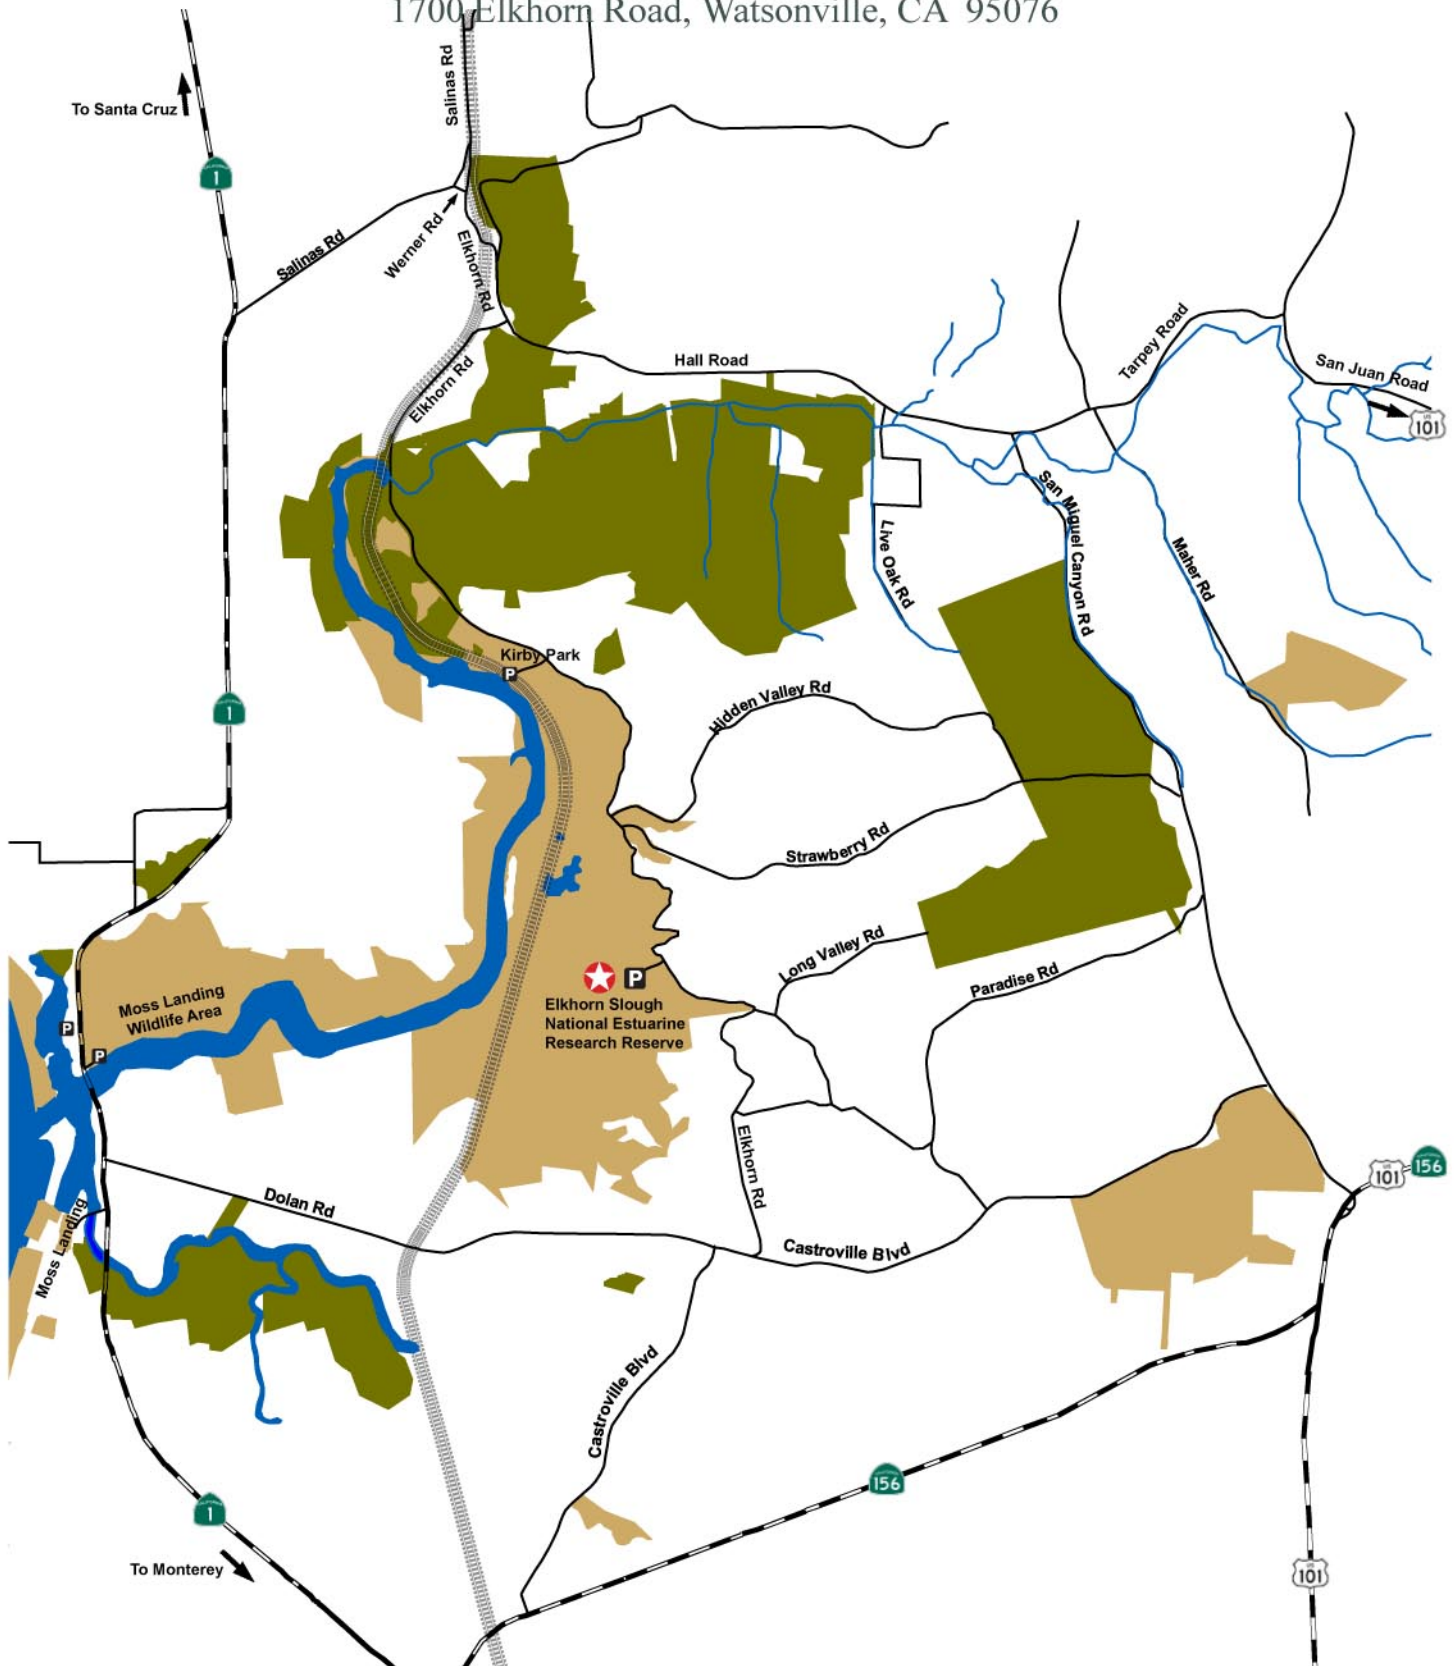 1700 Elkhorn Road, Watsonville, CA 95076
Salinas Rd
To Santa Cruz
1
Salinas Rd
Werner Rd
Elkhorn Rd
Tarpey Road
Hall Road
San Juan Road
Elkhorn Rd
US
101
San Miguel Canyon Rd
Live Oak Rd
Maher Rd
Kirby Park
P
Hidden Valley Rd
1
Strawberry Rd
Long Valley Rd
Paradise Rd
P
Elkhorn Slough
National Estuarine
Research Reserve
Moss Landing
Wildlife Area
P
P
Elkhorn Rd
US
101
156
Dolan Rd
Moss Landing
Castroville Blvd
Castroville Blvd
156
1
To Monterey
US
101